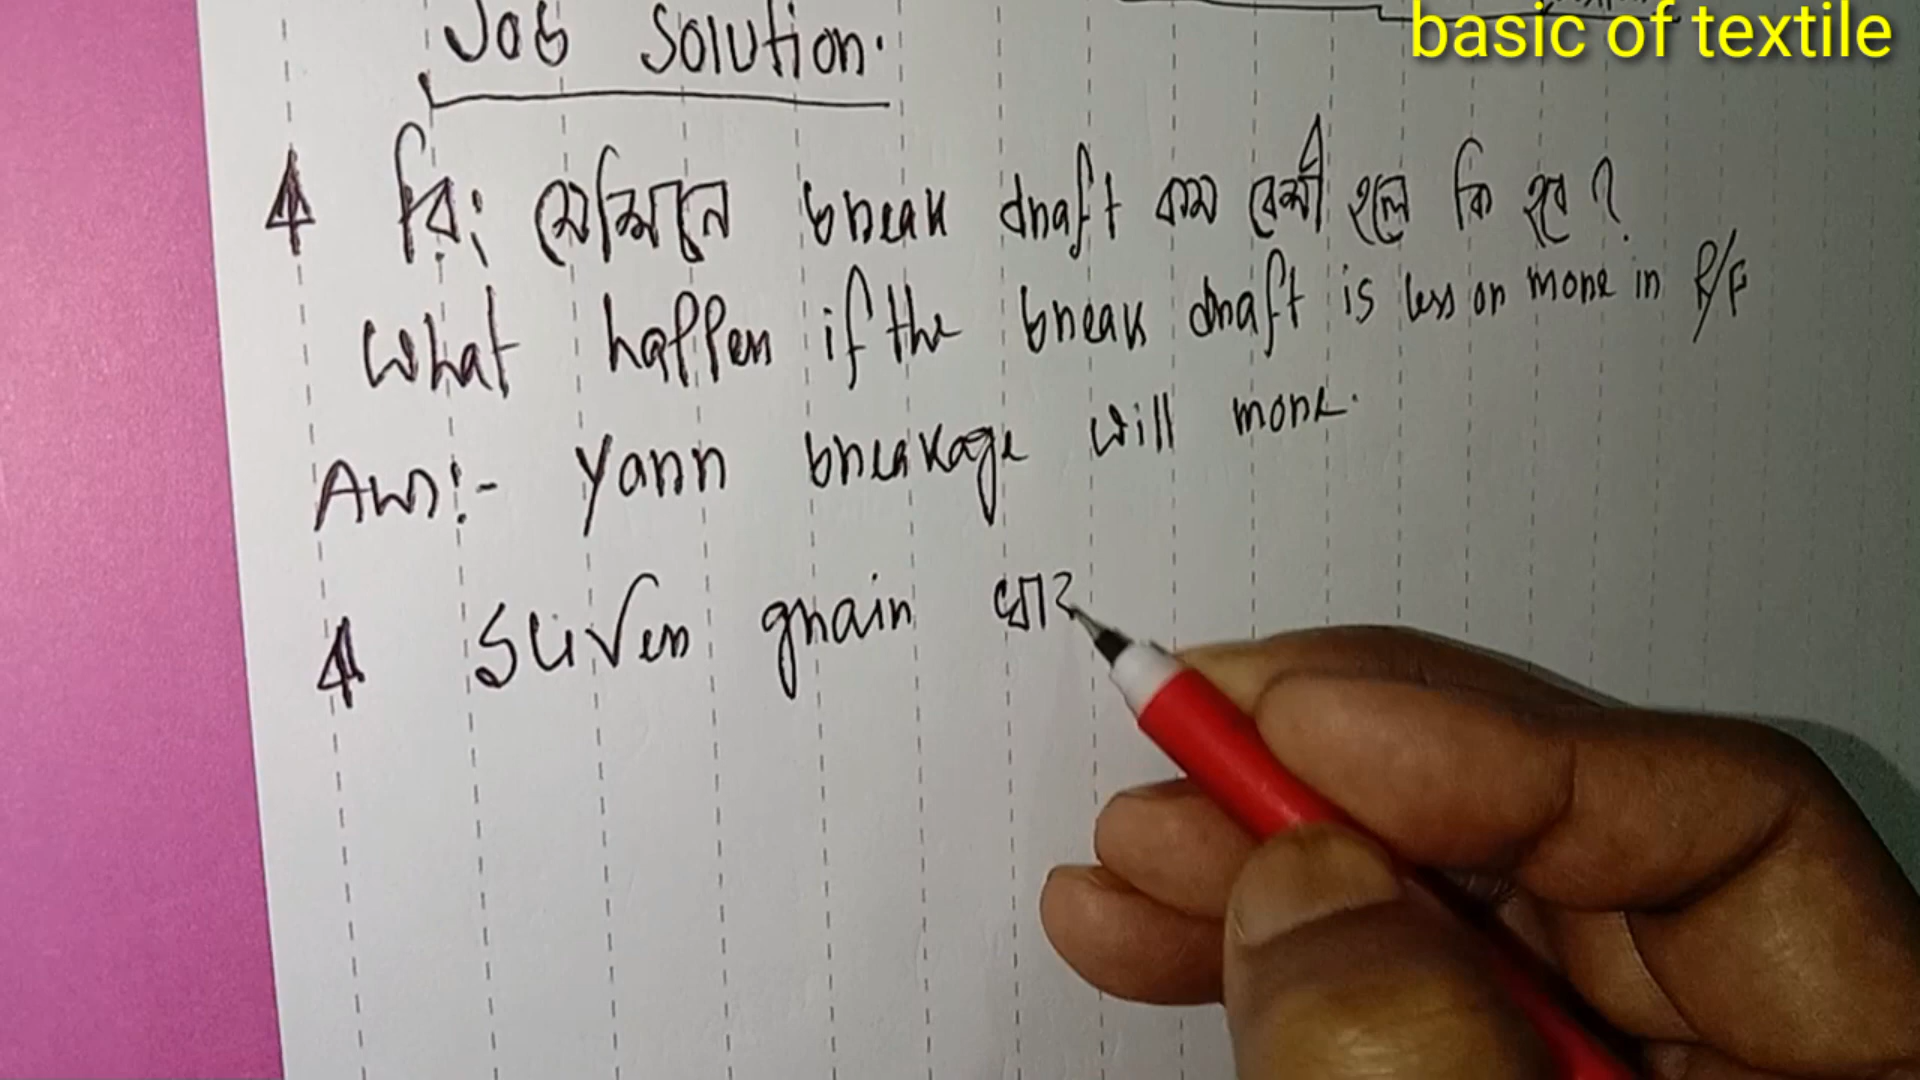 basic of textile
Job Solution.
রিং মেশিনে break draft কম বেশী হলে কি হবে ?
What happen if the break draft is less or more in R/F
Ans:- Yarn breakage will more.
Sliver grain